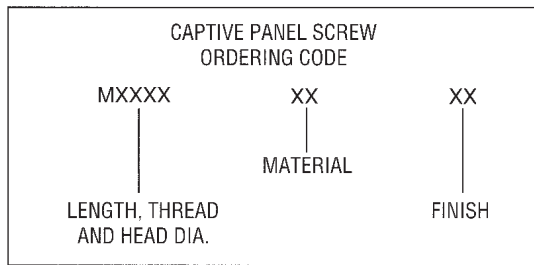 CAPTIVE PANEL SCREW
ORDERING CODE
MXXXX XX XX
MATERIAL
LENGTH, THREAD
AND HEAD DIA.
FINISH